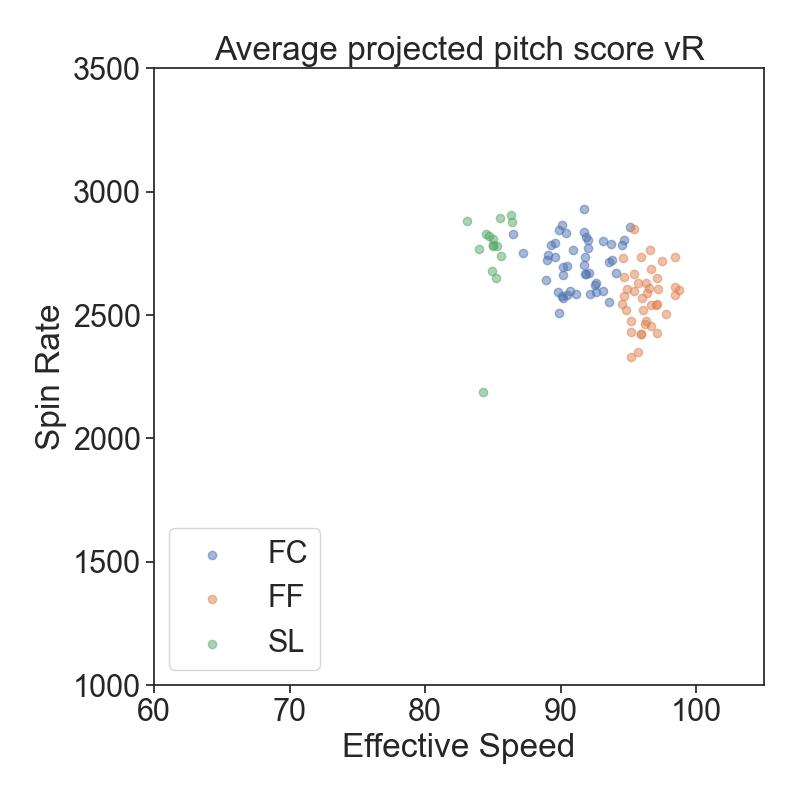 Average projected pitch score vR
3500
3000
2500
2000
1500
1000
Spin Rate
FC
FF
SL
60 70 80 90 100
Effective Speed